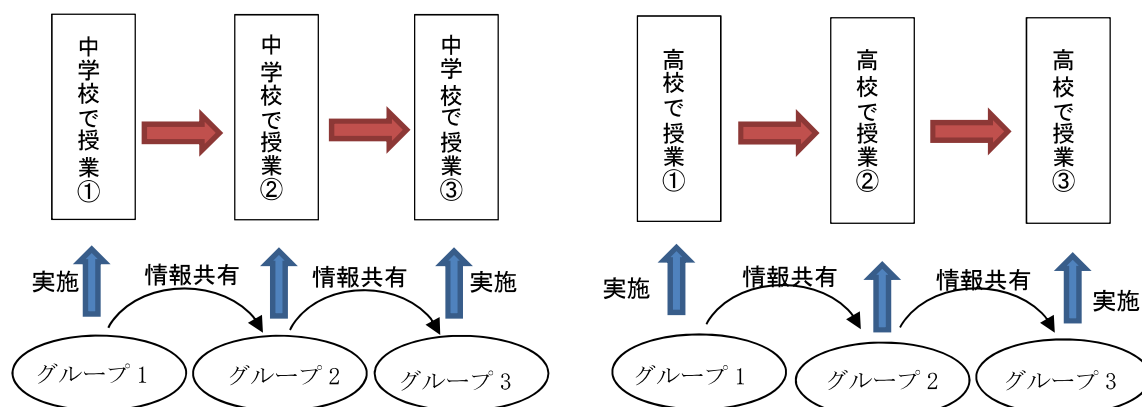 中学校で授業①
中学校で授業②
中学校で授業③
高校で授業①
高校で授業②
高校で授業③
実施
情報共有
情報共有
実施
実施
情報共有
情報共有
実施
グループ1
グループ2
グループ3
グループ1
グループ2
グループ3